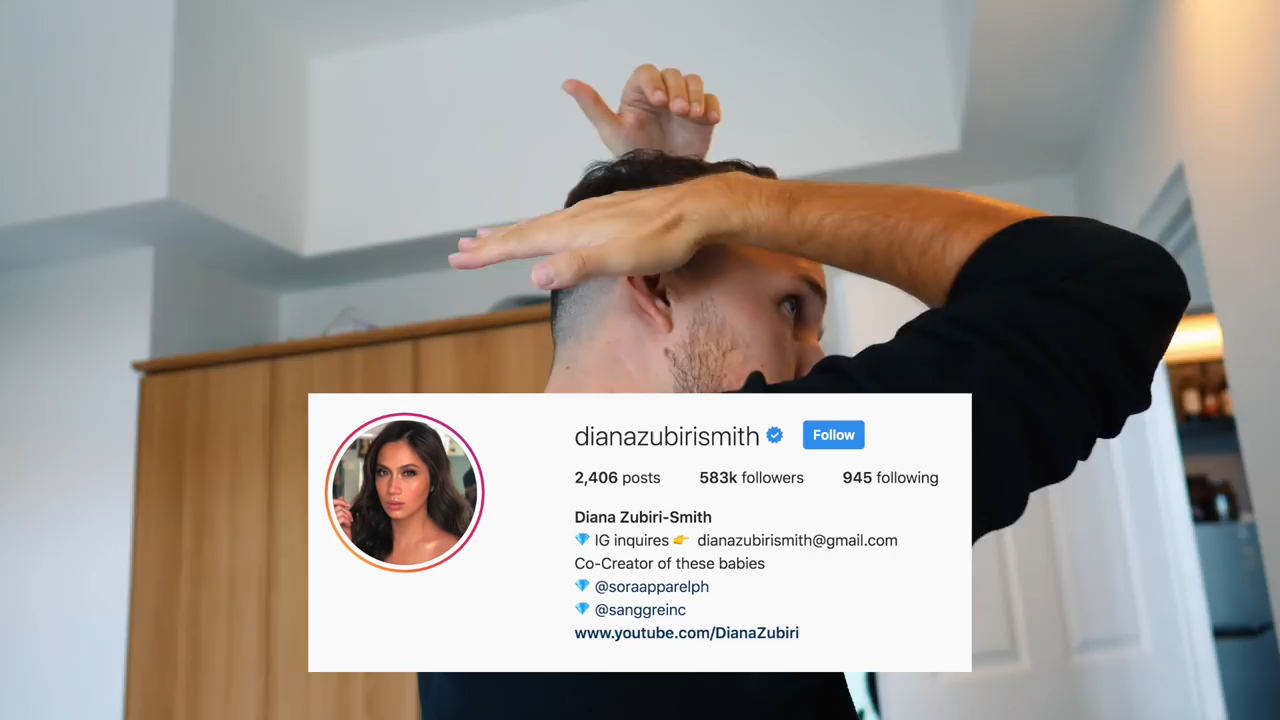 dianazubirismith Follow
2,406 posts 583k followers 945 following
Diana Zubiri-Smith
💎 IG inquires 👉 dianazubirismith@gmail.com
Co-Creator of these babies
💎 @soraapparelph
💎 @sanggreinc
www.youtube.com/DianaZubiri